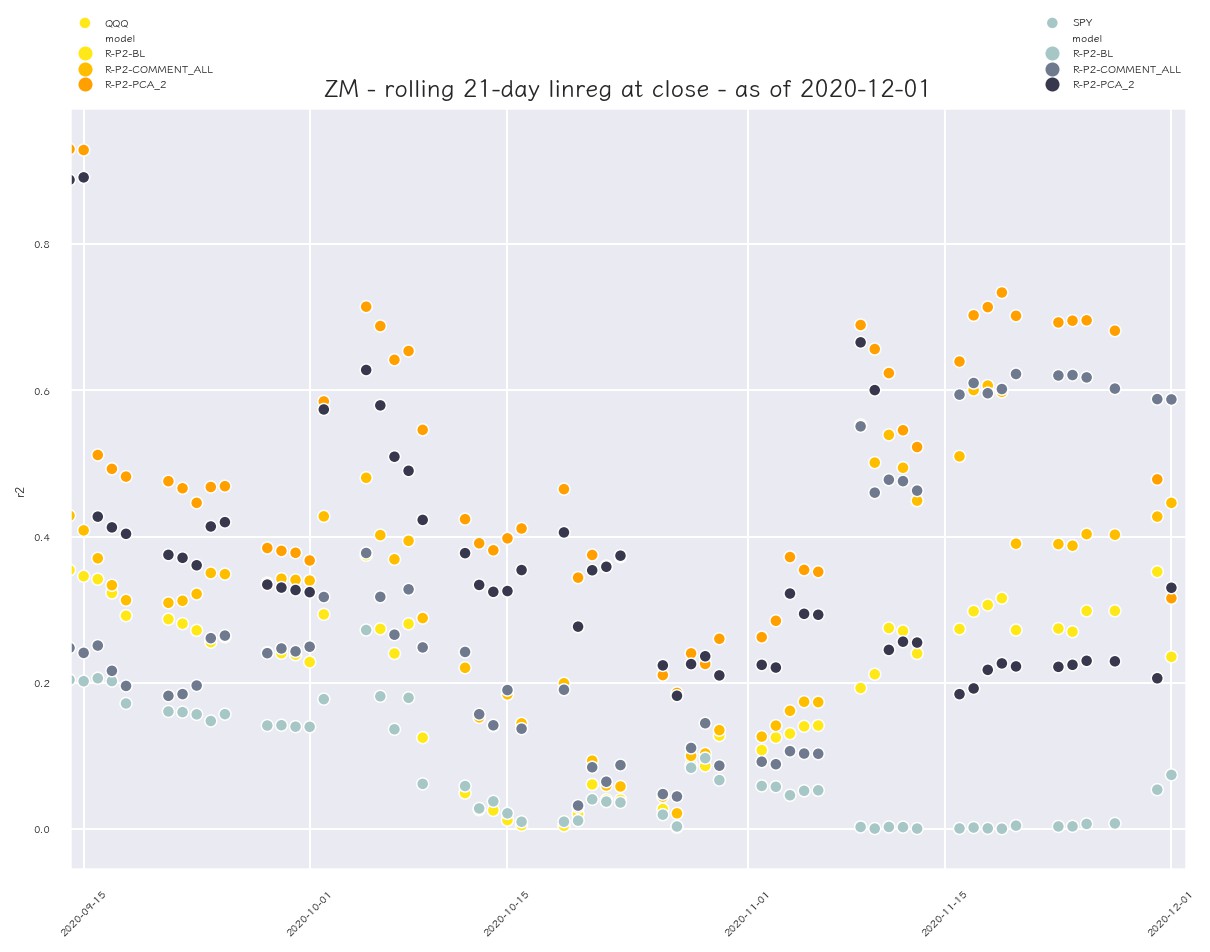 QQQ
model
R-P2-BL
R-P2-COMMENT_ALL
R-P2-PCA_2
SPY
model
R-P2-BL
R-P2-COMMENT_ALL
R-P2-PCA_2
ZM - rolling 21-day linreg at close - as of 2020-12-01
0.8
0.6
0.4
0.2
0.0
r2
2020-09-15
2020-10-01
2020-10-15
2020-11-01
2020-11-15
2020-12-01